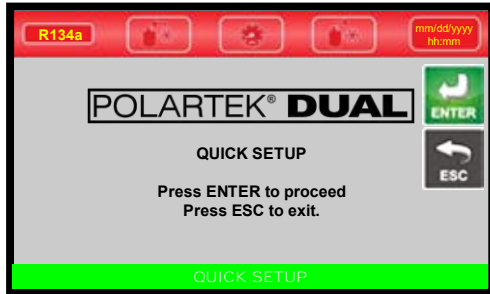 R134a
mm/dd/yyyy
hh:mm
POLARTEK® DUAL
ENTER
QUICK SETUP
ESC
Press ENTER to proceed
Press ESC to exit.
QUICK SETUP